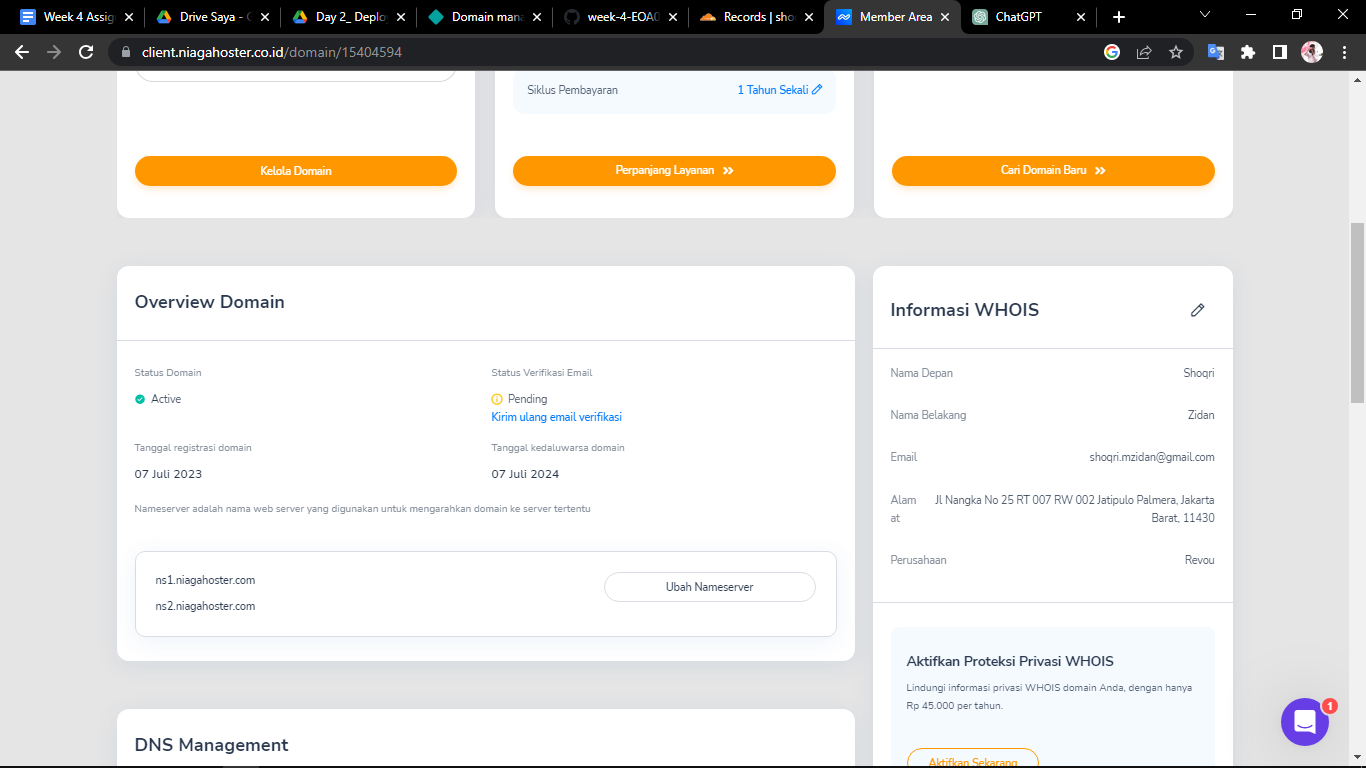 Week 4 Assig
Drive Saya - G
Day 2_ Deplo
Domain mana
week-4-EOA0
Records | sho
Member Area
ChatGPT
client.niagahoster.co.id/domain/15404594
Siklus Pembayaran
1 Tahun Sekali
Kelola Domain
Perpanjang Layanan »
Cari Domain Baru »
Overview Domain
Status Domain
Status Verifikasi Email
Active
Pending
Kirim ulang email verifikasi
Tanggal registrasi domain
Tanggal kedaluwarsa domain
07 Juli 2023
07 Juli 2024
Nameserver adalah nama web server yang digunakan untuk mengarahkan domain ke server tertentu
ns1.niagahoster.com
ns2.niagahoster.com
Ubah Nameserver
DNS Management
Informasi WHOIS
Nama Depan
Shoqri
Nama Belakang
Zidan
Email
shoqri.mzidan@gmail.com
Alam
at
Jl Nangka No 25 RT 007 RW 002 Jatipulo Palmera, Jakarta
Barat, 11430
Perusahaan
Revou
Aktifkan Proteksi Privasi WHOIS
Lindungi informasi privasi WHOIS domain Anda, dengan hanya
Rp 45.000 per tahun.
Aktifkan Sekarang
1